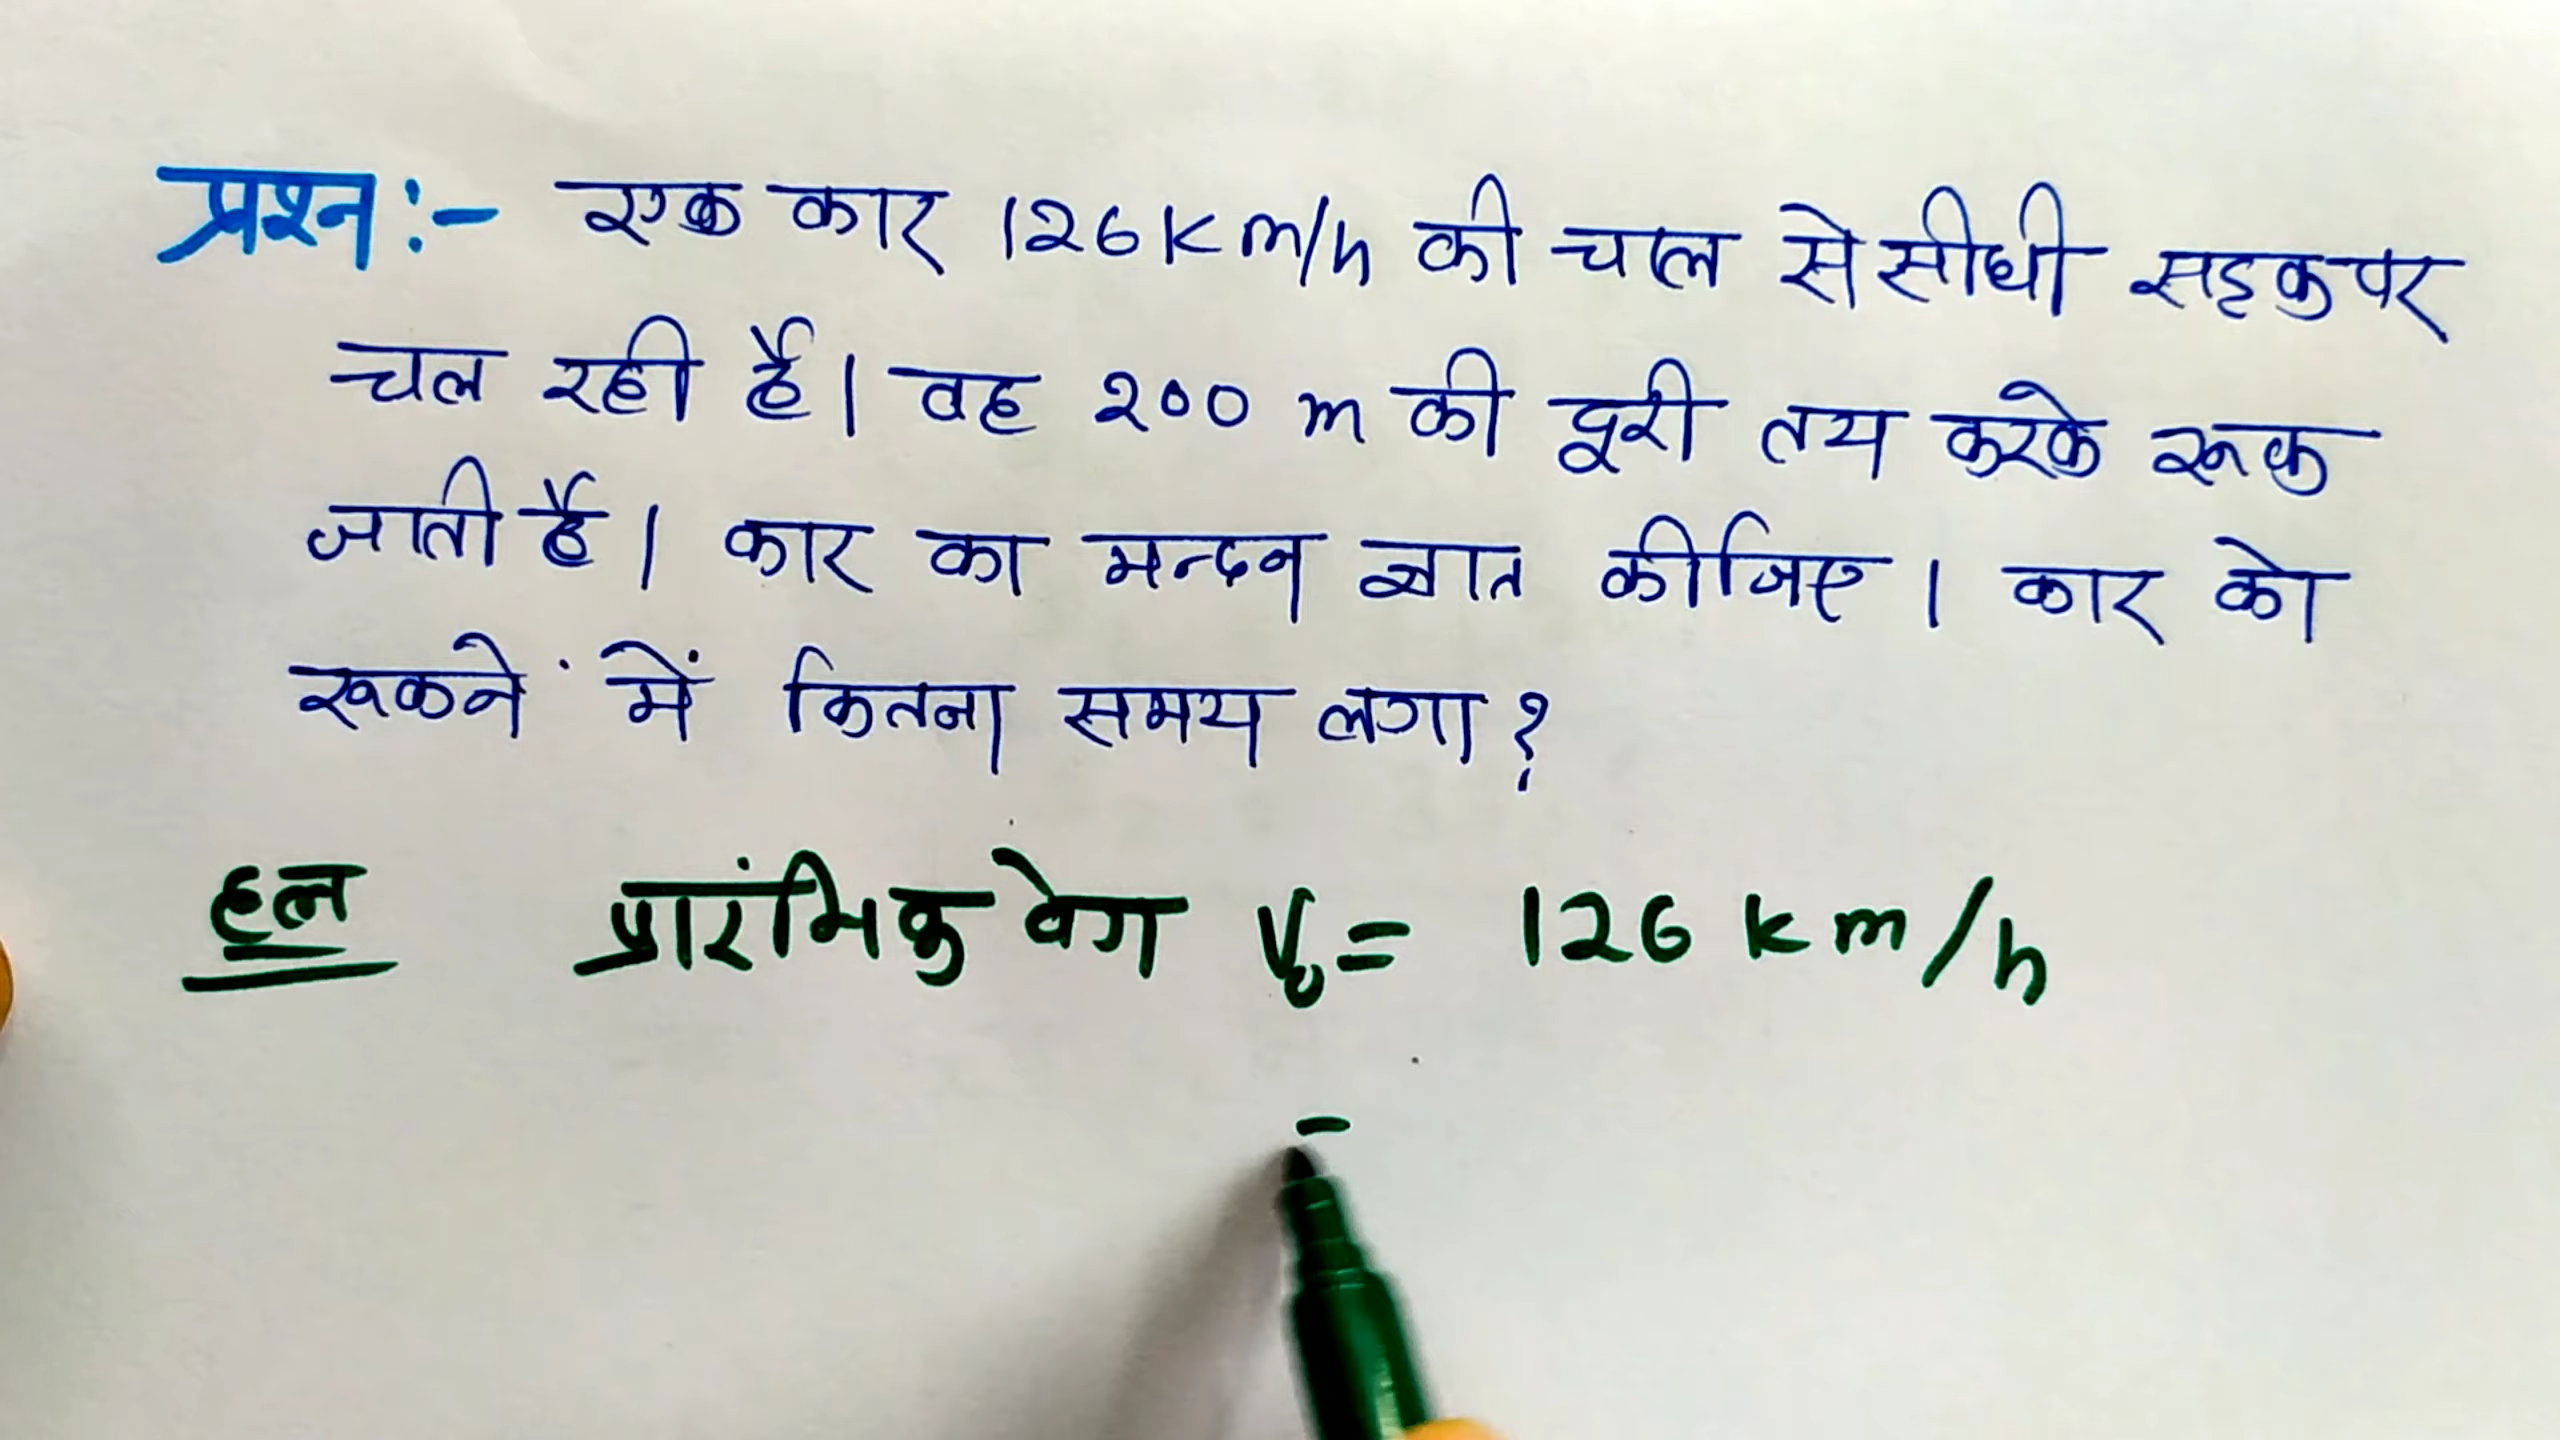 प्रश्न:- एक कार 126 km/h की चाल से सीधी सड़क पर
चल रही है। वह 200 m की दूरी तय करके रूक
जाती है। कार का मन्दन ज्ञात कीजिए। कार को
रूकने में कितना समय लगा?
हल प्रारंभिक वेग V₀ = 126 km/h
-